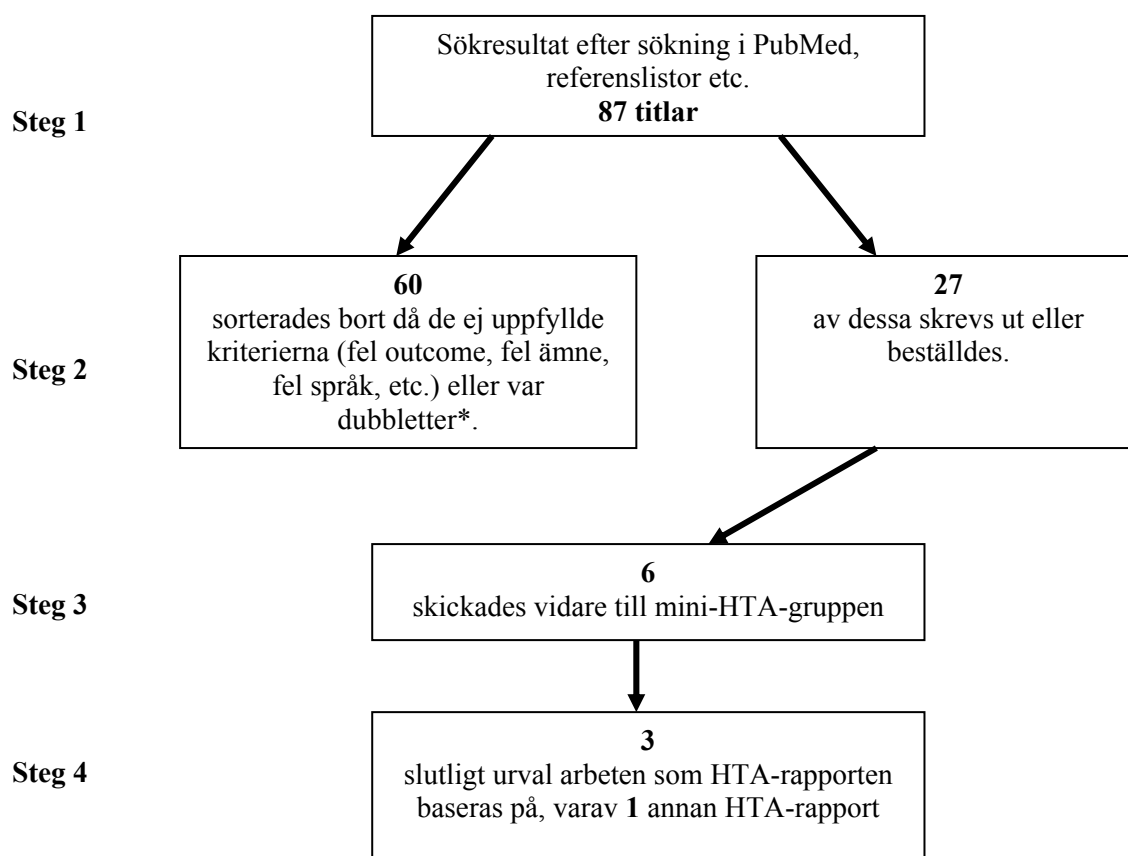 Sökresultat efter sökning i PubMed,
referenslistor etc.
87 titlar
Steg 1
60
sorterades bort då de ej uppfyllde
kriterierna (fel outcome, fel ämne,
fel språk, etc.) eller var
dubbletter*.
27
av dessa skrevs ut eller
beställdes.
Steg 2
6
skickades vidare till mini-HTA-gruppen
Steg 3
3
slutligt urval arbeten som HTA-rapporten
baseras på, varav 1 annan HTA-rapport
Steg 4